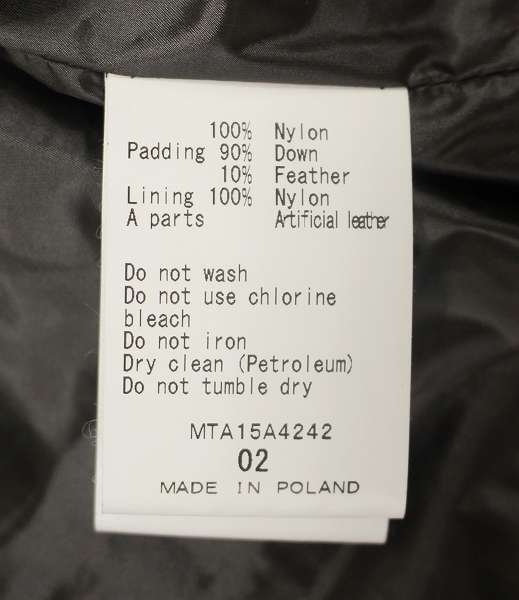 100% Nylon
Padding 90% Down
10% Feather
Lining 100% Nylon
A parts Artificial leather
Do not wash
Do not use chlorine
bleach
Do not iron
Dry clean (Petroleum)
Do not tumble dry
MTA15A4242
02
MADE IN POLAND